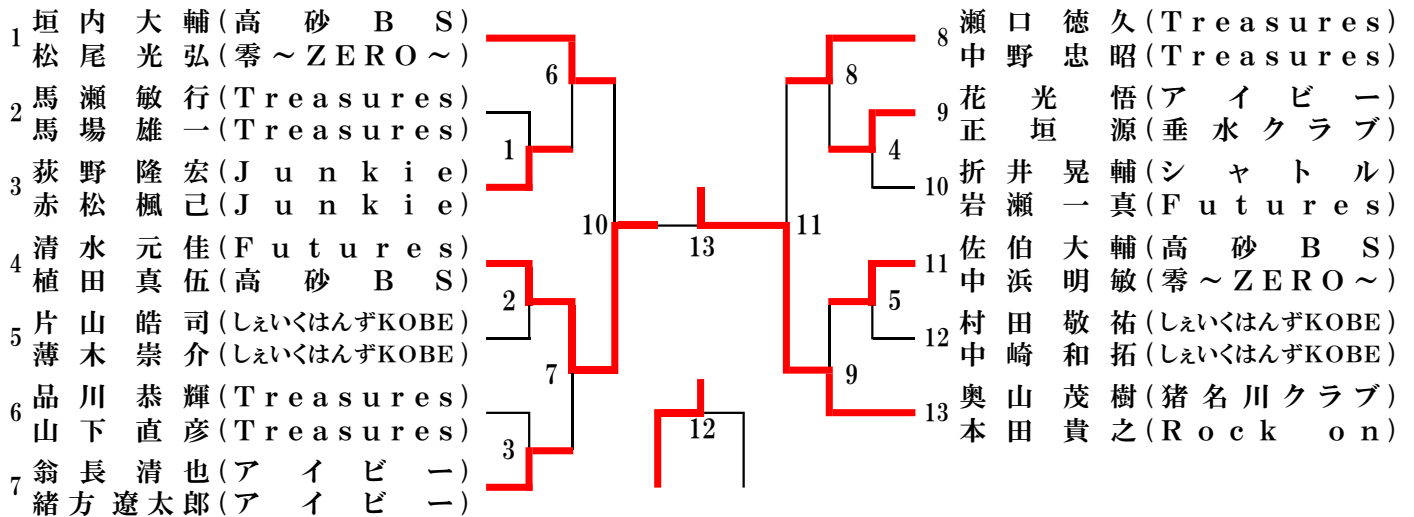 1
垣内大輔(高砂BS)
松尾光弘(零~ZERO~)
2
馬瀬敏行(Treasures)
馬場雄一(Treasures)
3
荻野隆宏(Junkie)
赤松楓己(Junkie)
4
清水元佳(Futures)
植田真伍(高砂BS)
5
片山皓司(しぇいくはんずKOBE)
薄木崇介(しぇいくはんずKOBE)
6
品川恭輝(Treasures)
山下直彦(Treasures)
7
翁長清也(アイビー)
緒方遼太郎(アイビー)
6
1
10
2
7
3
13
12
8
4
11
5
9
8
瀬口徳久(Treasures)
中野忠昭(Treasures)
9
花光悟(アイビー)
正垣源(垂水クラブ)
10
折井晃輔(シャトル)
岩瀬一真(Futures)
11
佐伯大輔(高砂BS)
中浜明敏(零~ZERO~)
12
村田敬祐(しぇいくはんずKOBE)
中崎和拓(しぇいくはんずKOBE)
13
奥山茂樹(猪名川クラブ)
本田貴之(Rock on)